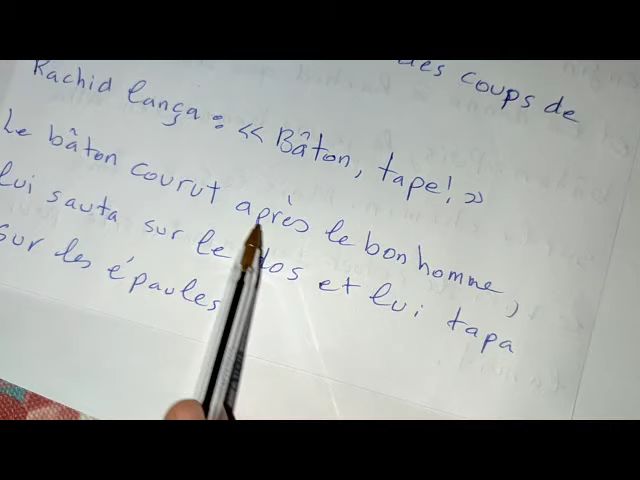 des coups de
Rachid lança : « Bâton, tape! »
Le bâton courut après le bonhomme,
lui sauta sur le dos et lui tapa
sur les épaules